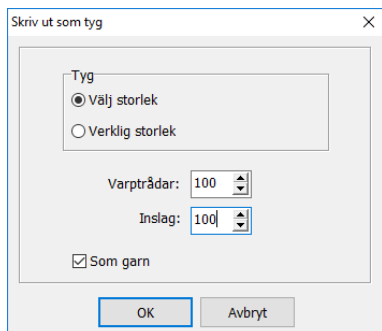 Skriv ut som tyg
Tyg
Välj storlek
Verklig storlek
Varptrådar: 100
Inslag: 100
Som garn
OK Avbryt